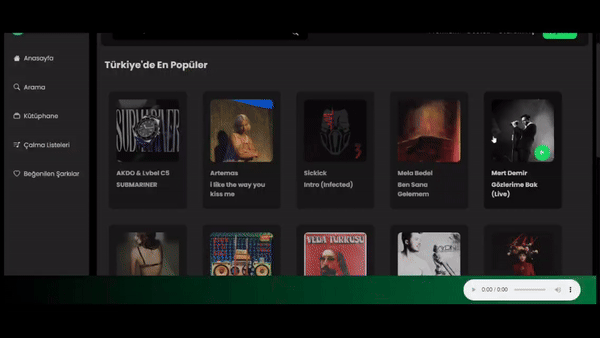 Anasayfa
Türkiye'de En Popüler
Arama
Kütüphane
Çalma Listeleri
Beğenilen Şarkılar
SUBMARINER
3
AKDO & Lvbel C5
SUBMARINER
Artemas
i like the way you
kiss me
Sickick
Intro (Infected)
Mela Bedel
Ben Sana
Gelemem
Mert Demir
Gözlerime Bak
(Live)
SEDA TÜRKÜSÜ
0:00 / 0:00